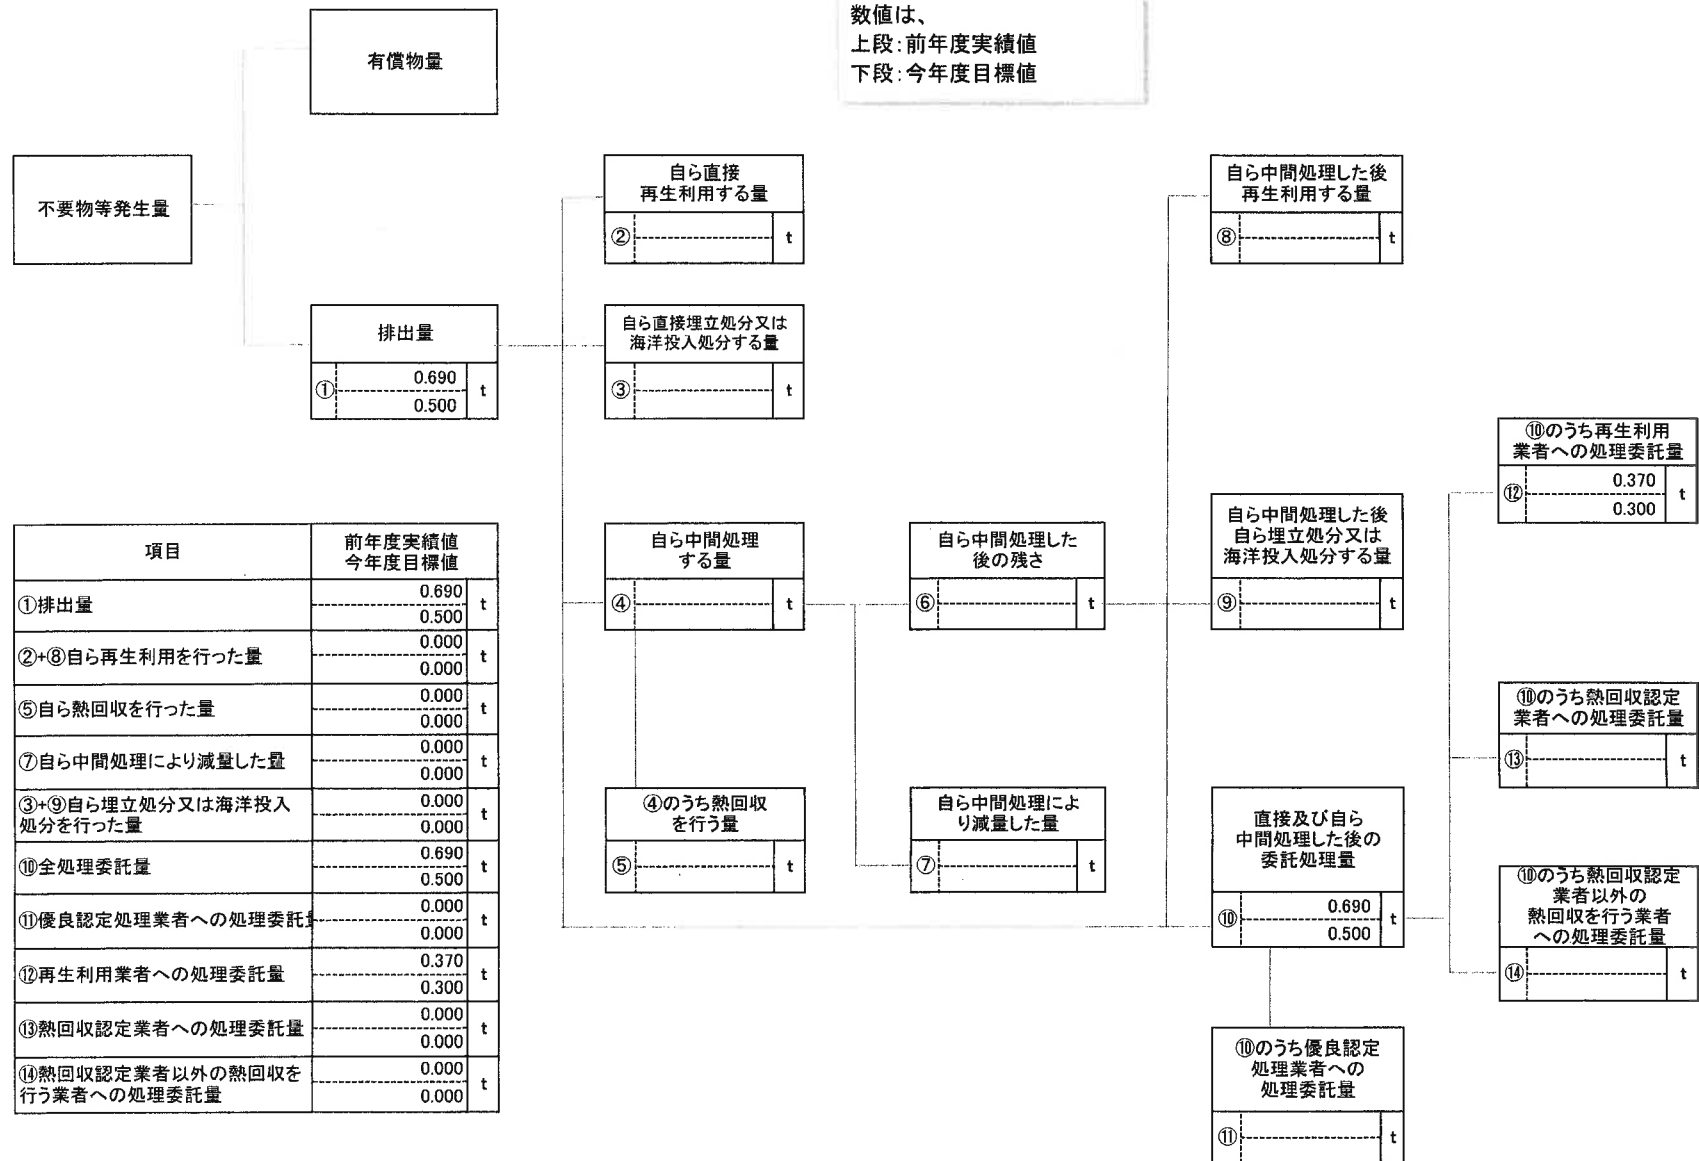 数値は、
上段:前年度実績値
下段:今年度目標値
有償物量
不要物等発生量
排出量
① 0.690 t
0.500
自ら直接
再生利用する量
② t
自ら直接埋立処分又は
海洋投入処分する量
③ t
自ら中間処理
する量
④ t
④のうち熱回収
を行う量
⑤ t
自ら中間処理した
後の残さ
⑥ t
自ら中間処理によ
り減量した量
⑦ t
自ら中間処理した後
再生利用する量
⑧ t
自ら中間処理した後
自ら埋立処分又は
海洋投入処分する量
⑨ t
直接及び自ら
中間処理した後の
委託処理量
⑩ 0.690 t
0.500
⑩のうち優良認定
処理業者への
処理委託量
⑪ t
⑩のうち再生利用
業者への処理委託量
⑫ 0.370 t
0.300
⑩のうち熱回収認定
業者への処理委託量
⑬ t
⑩のうち熱回収認定
業者以外の
熱回収を行う業者
への処理委託量
⑭ t
項目 前年度実績値
今年度目標値
①排出量 0.690 t
0.500
②+⑧自ら再生利用を行った量 0.000 t
0.000
⑤自ら熱回収を行った量 0.000 t
0.000
⑦自ら中間処理により減量した量 0.000 t
0.000
③+⑨自ら埋立処分又は海洋投入
処分を行った量 0.000 t
0.000
⑩全処理委託量 0.690 t
0.500
⑪優良認定処理業者への処理委託 0.000 t
0.000
⑫再生利用業者への処理委託量 0.370 t
0.300
⑬熱回収認定業者への処理委託量 0.000 t
0.000
⑭熱回収認定業者以外の熱回収を
行う業者への処理委託量 0.000 t
0.000